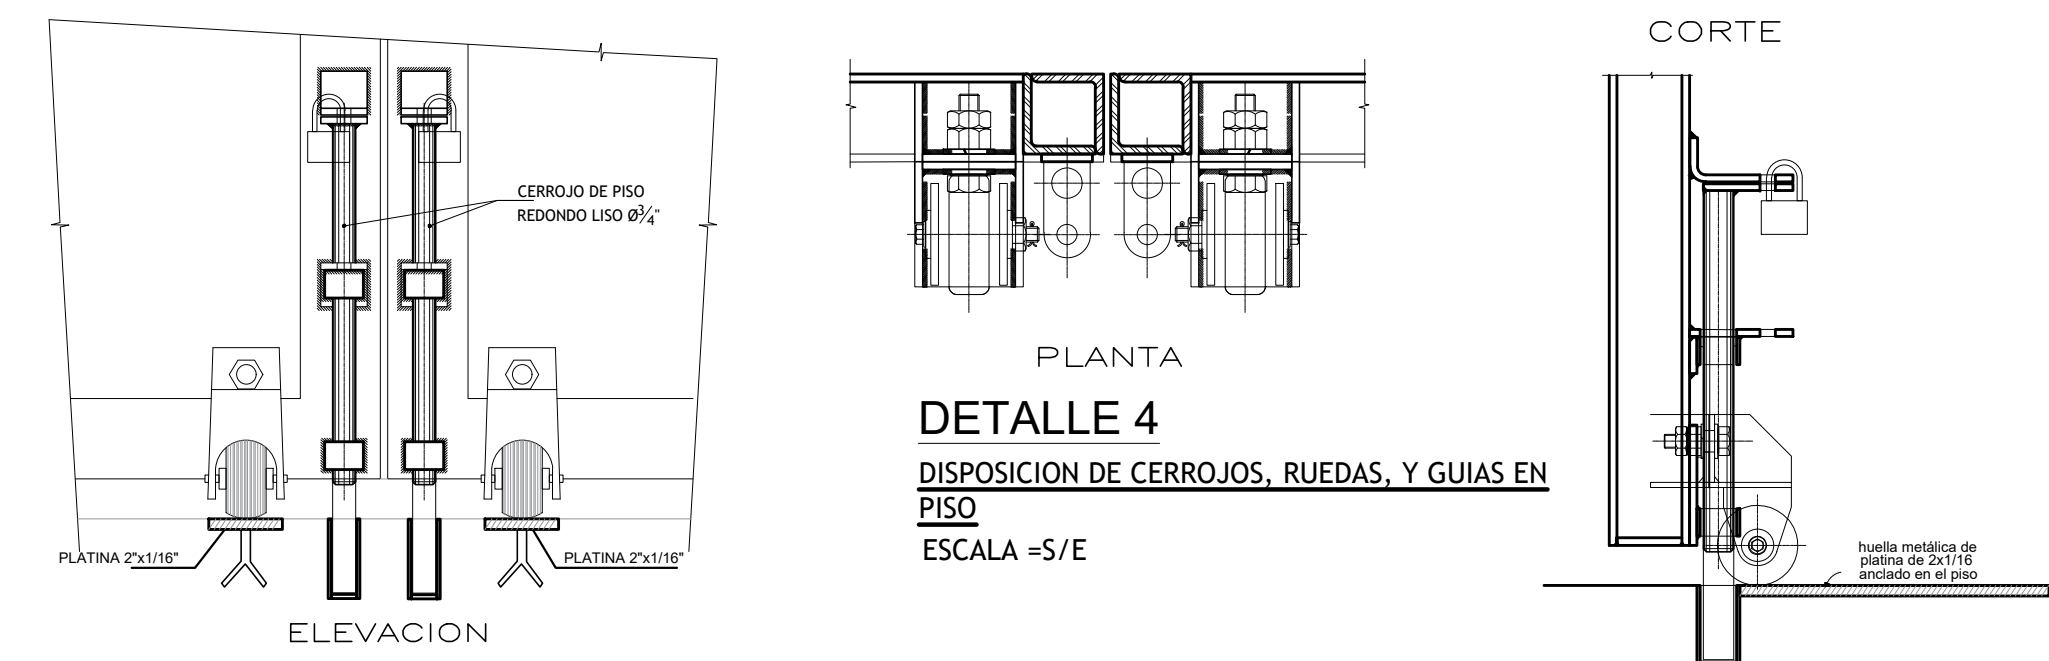 CORTE
CERROJO DE PISO
REDONDO LISO Ø3/4"
PLANTA
DETALLE 4
DISPOSICION DE CERROJOS, RUEDAS, Y GUIAS EN
PISO
ESCALA =S/E
PLATINA 2"x1/16"
PLATINA 2"x1/16"
huella metálica de
platina de 2x1/16
anclado en el piso
ELEVACION